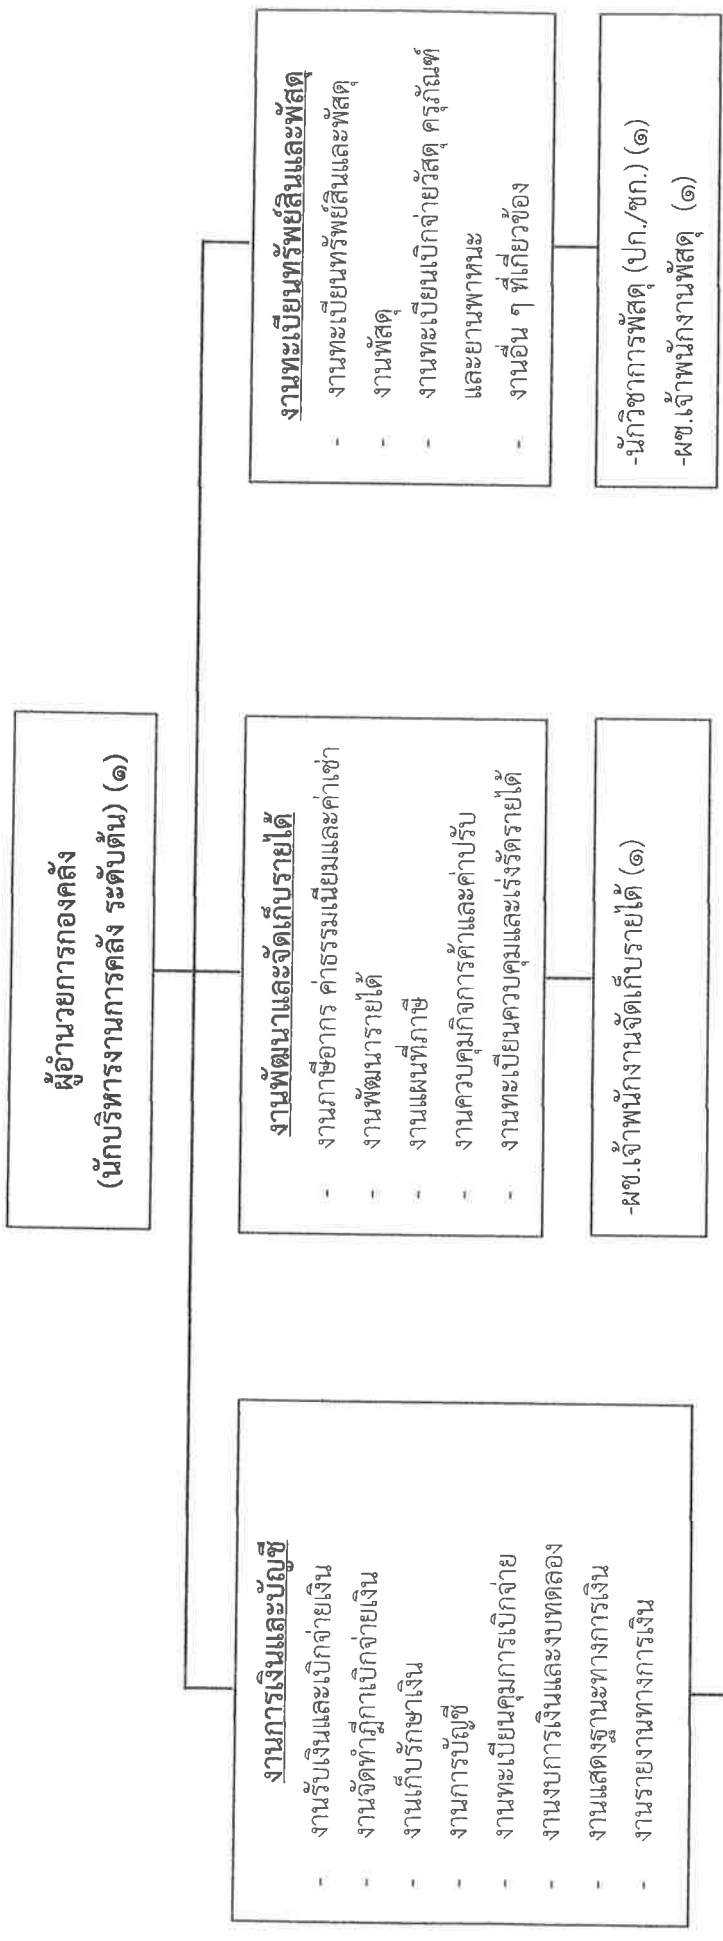 ผู้อำนวยการกองคลัง
(นักบริหารงานการคลัง ระดับต้น) (๑)
งานการเงินและบัญชี
- งานรับเงินและเบิกจ่ายเงิน
- งานจัดทำฎีกาเบิกจ่ายเงิน
- งานเก็บรักษาเงิน
- งานการบัญชี
- งานทะเบียนคุมการเบิกจ่าย
- งานงบการเงินและงบทดลอง
- งานแสดงฐานะทางการเงิน
- งานรายงานทางการเงิน
งานพัฒนาและจัดเก็บรายได้
- งานภาษีอากร ค่าธรรมเนียมและค่าเช่า
- งานพัฒนารายได้
- งานแผนที่ภาษี
- งานควบคุมกิจการค้าและค่าปรับ
- งานทะเบียนควบคุมและเร่งรัดรายได้
-ผช.เจ้าพนักงานจัดเก็บรายได้ (๑)
งานทะเบียนทรัพย์สินและพัสดุ
- งานทะเบียนทรัพย์สินและพัสดุ
- งานพัสดุ
- งานทะเบียนเบิกจ่ายวัสดุ ครุภัณฑ์
และยานพาหนะ
- งานอื่น ๆ ที่เกี่ยวข้อง
-นักวิชาการพัสดุ (ปก./ชก.) (๑)
-ผช.เจ้าพนักงานพัสดุ (๑)